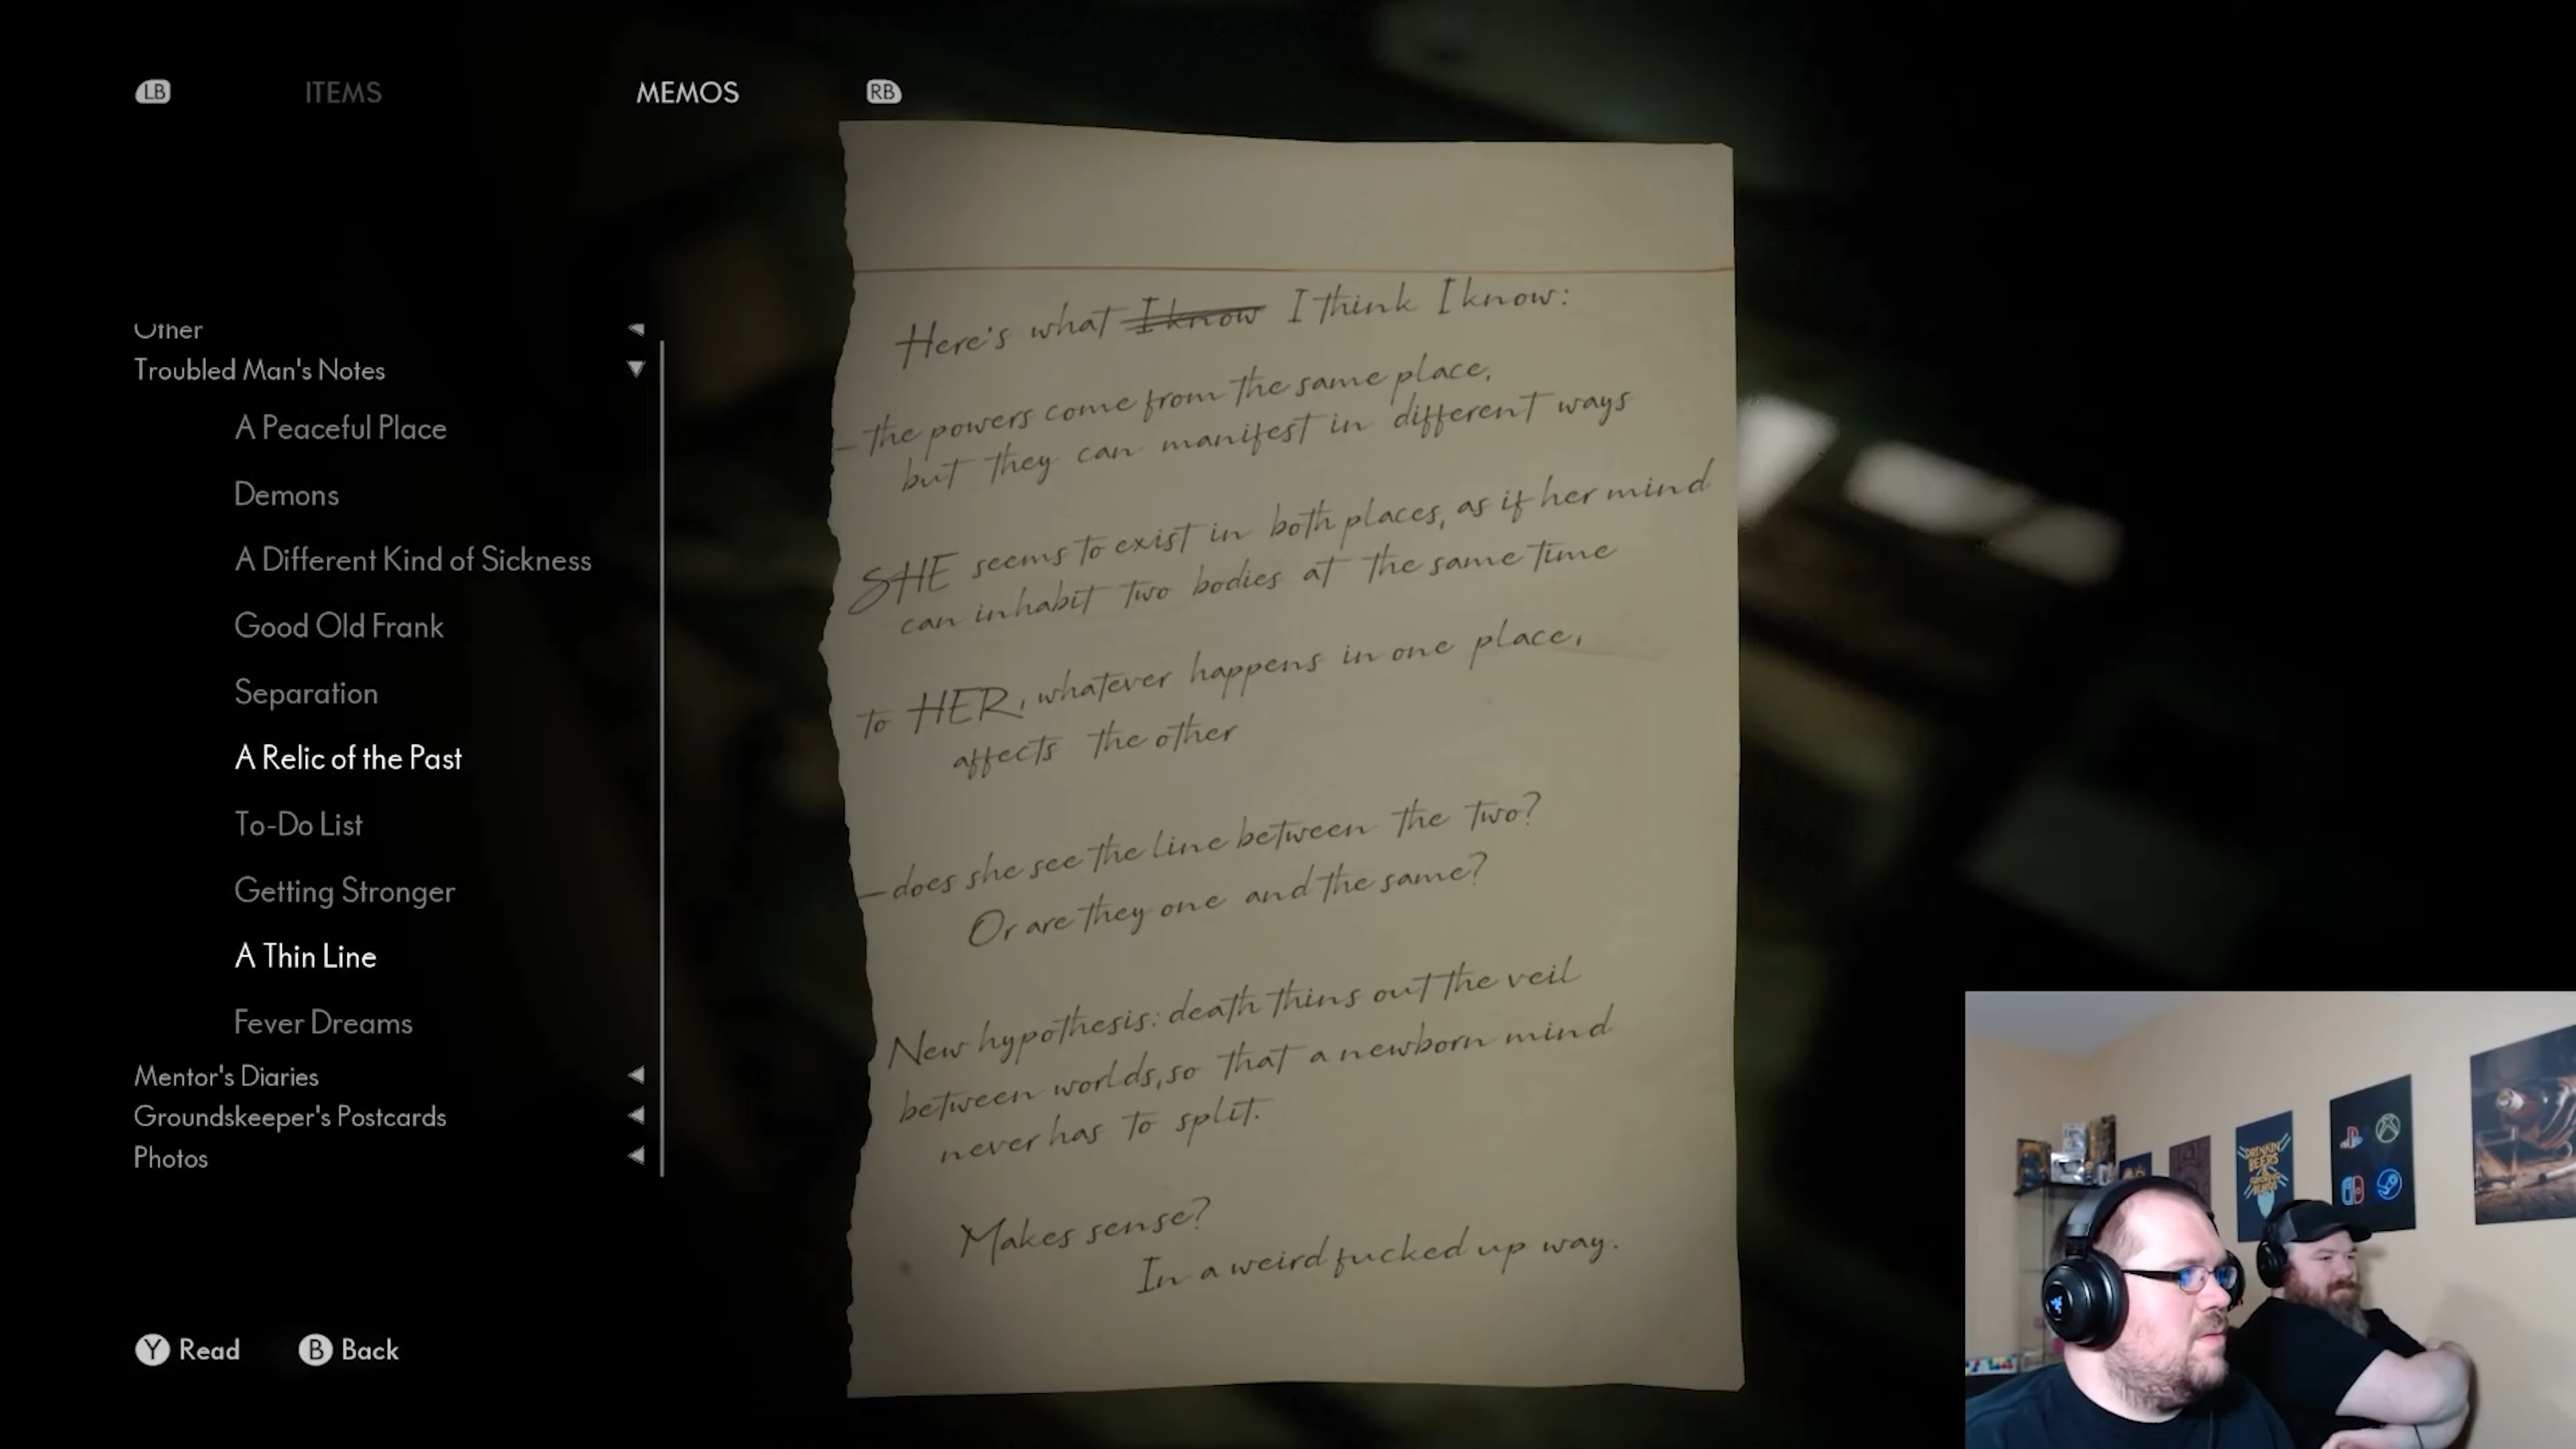 LB ITEMS MEMOS RB
Other
Troubled Man's Notes
A Peaceful Place
Demons
A Different Kind of Sickness
Good Old Frank
Separation
A Relic of the Past
To-Do List
Getting Stronger
A Thin Line
Fever Dreams
Mentor's Diaries
Groundskeeper's Postcards
Photos
Y Read B Back
Here's what I know I think I know:
- the powers come from the same place,
but they can manifest in different ways
SHE seems to exist in both places, as if her mind
can inhabit two bodies at the same time
to HER, whatever happens in one place,
affects the other
- does she see the line between the two?
Or are they one and the same?
New hypothesis: death thins out the veil
between worlds, so that a newborn mind
never has to split.
Makes sense?
In a weird fucked up way.
DRINKIN'
BEERS